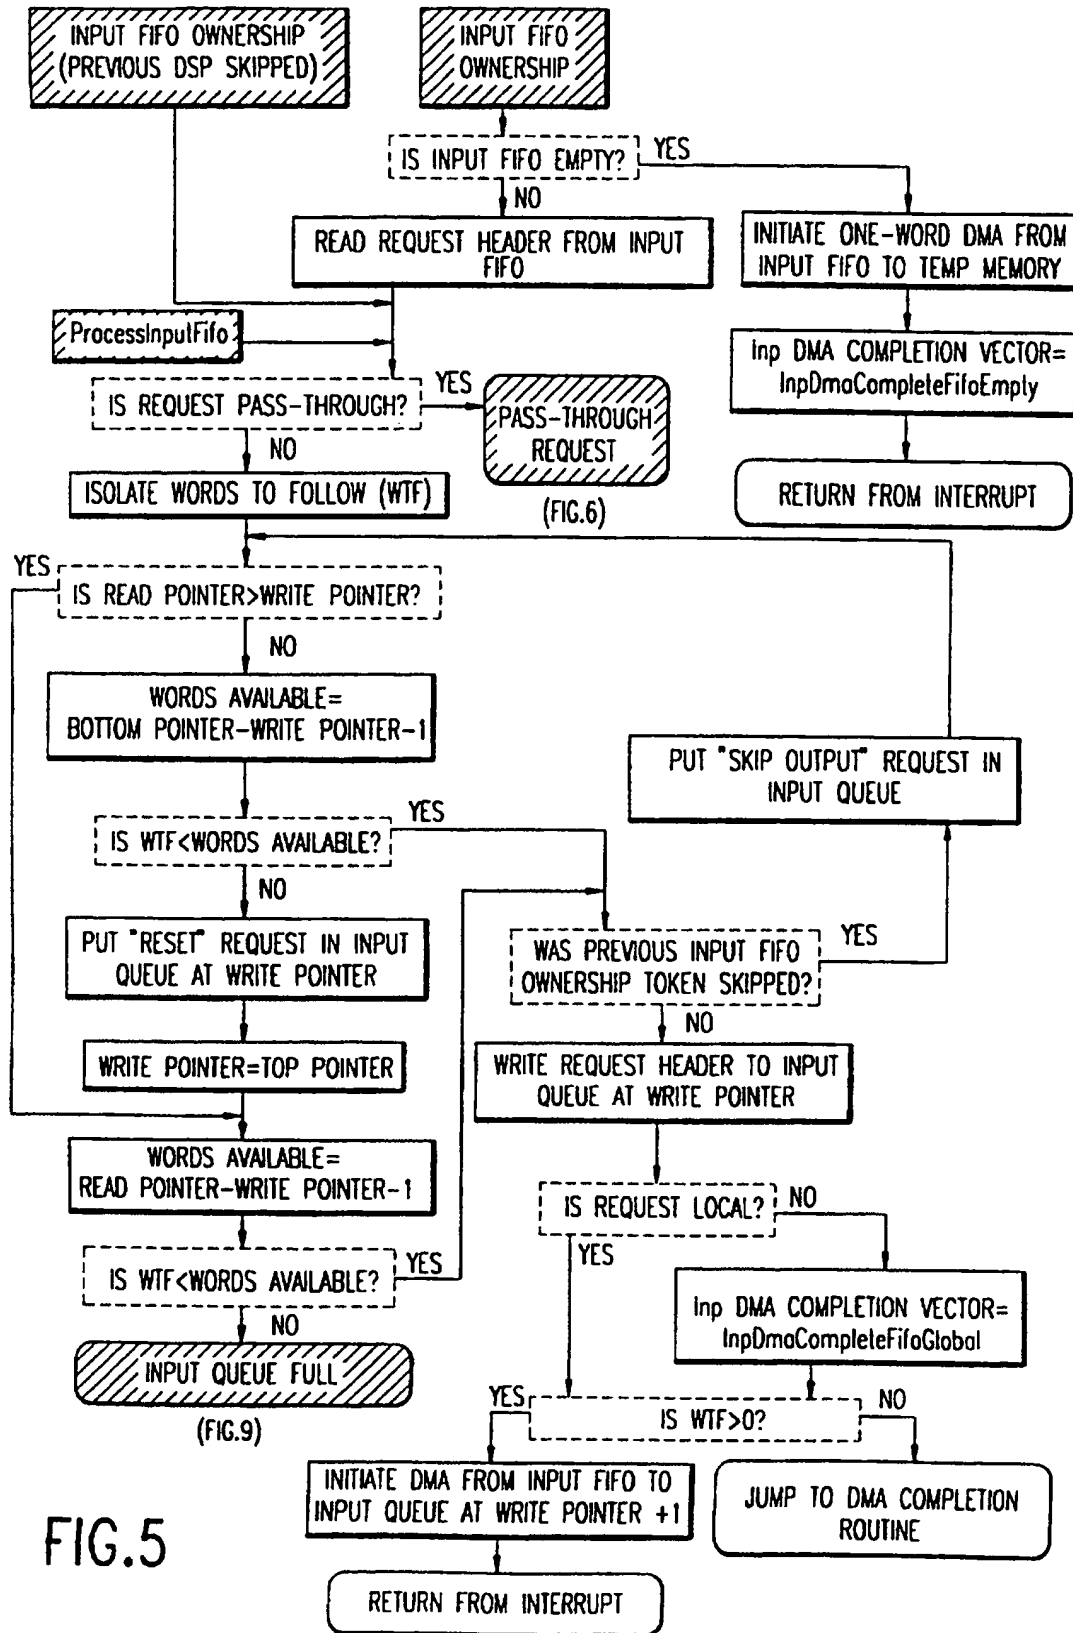 INPUT FIFO OWNERSHIP
(PREVIOUS DSP SKIPPED)
INPUT FIFO
OWNERSHIP
IS INPUT FIFO EMPTY?
YES
NO
READ REQUEST HEADER FROM INPUT
FIFO
INITIATE ONE-WORD DMA FROM
INPUT FIFO TO TEMP MEMORY
ProcessInputFifo
Inp DMA COMPLETION VECTOR=
InpDmaCompleteFifoEmpty
IS REQUEST PASS-THROUGH?
YES
PASS-THROUGH
REQUEST
(FIG.6)
NO
RETURN FROM INTERRUPT
ISOLATE WORDS TO FOLLOW (WTF)
YES
IS READ POINTER>WRITE POINTER?
NO
WORDS AVAILABLE=
BOTTOM POINTER-WRITE POINTER-1
PUT "SKIP OUTPUT" REQUEST IN
INPUT QUEUE
IS WTF<WORDS AVAILABLE?
YES
NO
PUT "RESET" REQUEST IN INPUT
QUEUE AT WRITE POINTER
WAS PREVIOUS INPUT FIFO
OWNERSHIP TOKEN SKIPPED?
YES
NO
WRITE POINTER=TOP POINTER
WRITE REQUEST HEADER TO INPUT
QUEUE AT WRITE POINTER
WORDS AVAILABLE=
READ POINTER-WRITE POINTER-1
IS REQUEST LOCAL?
NO
YES
IS WTF<WORDS AVAILABLE?
YES
NO
Inp DMA COMPLETION VECTOR=
InpDmaCompleteFifoGlobal
INPUT QUEUE FULL
(FIG.9)
YES
IS WTF>0?
NO
INITIATE DMA FROM INPUT FIFO TO
INPUT QUEUE AT WRITE POINTER +1
JUMP TO DMA COMPLETION
ROUTINE
FIG.5
RETURN FROM INTERRUPT